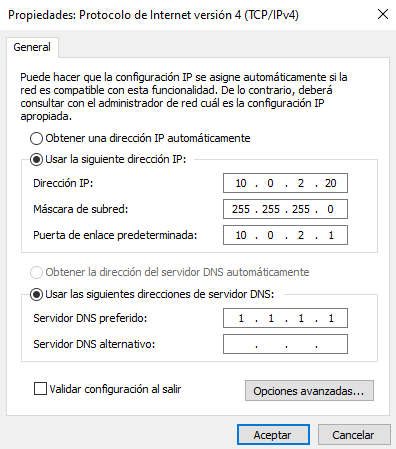 Propiedades: Protocolo de Internet versión 4 (TCP/IPv4)
General
Puede hacer que la configuración IP se asigne automáticamente si la
red es compatible con esta funcionalidad. De lo contrario, deberá
consultar con el administrador de red cuál es la configuración IP
apropiada.
Obtener una dirección IP automáticamente
Usar la siguiente dirección IP:
Dirección IP: 10 . 0 . 2 . 20
Máscara de subred: 255 . 255 . 255 . 0
Puerta de enlace predeterminada: 10 . 0 . 2 . 1
Obtener la dirección del servidor DNS automáticamente
Usar las siguientes direcciones de servidor DNS:
Servidor DNS preferido: 1 . 1 . 1 . 1
Servidor DNS alternativo: . . .
Validar configuración al salir
Opciones avanzadas...
Aceptar Cancelar